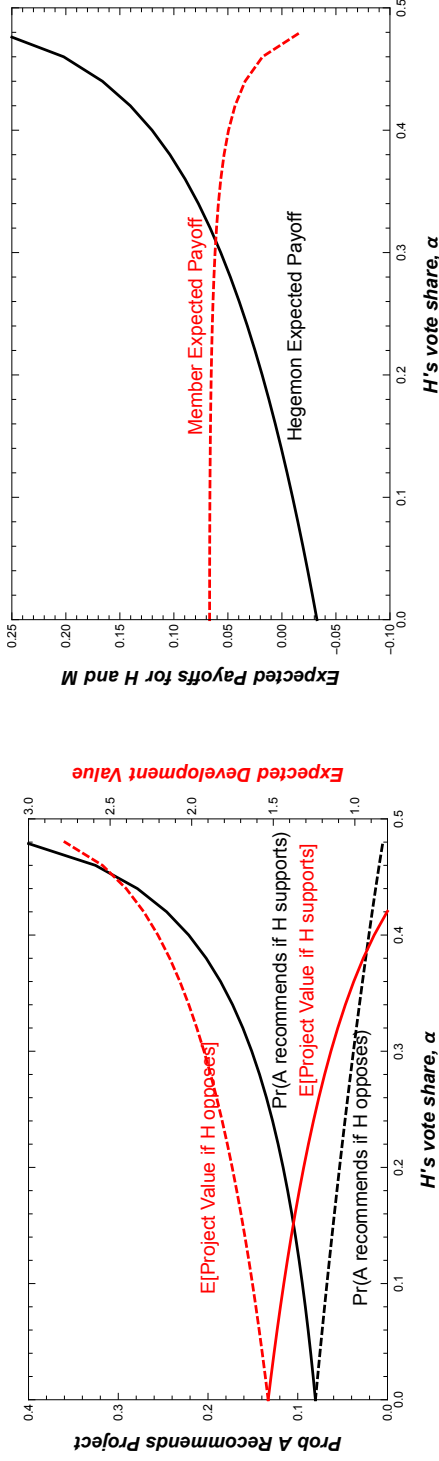 Prob A Recommends Project
0.4
0.3
0.2
0.1
0.0
0.0
0.1
0.2
0.3
0.4
0.5
H's vote share, α
3.0
2.5
2.0
1.5
1.0
Expected Development Value
E[Project Value if H opposes]
Pr(A recommends if H supports)
E[Project Value if H supports]
Pr(A recommends if H opposes)
Expected Payoffs for H and M
0.25
0.20
0.15
0.10
0.05
0.00
-0.10
0.0
0.1
0.2
0.3
0.4
0.5
H's vote share, α
Member Expected Payoff
Hegemon Expected Payoff